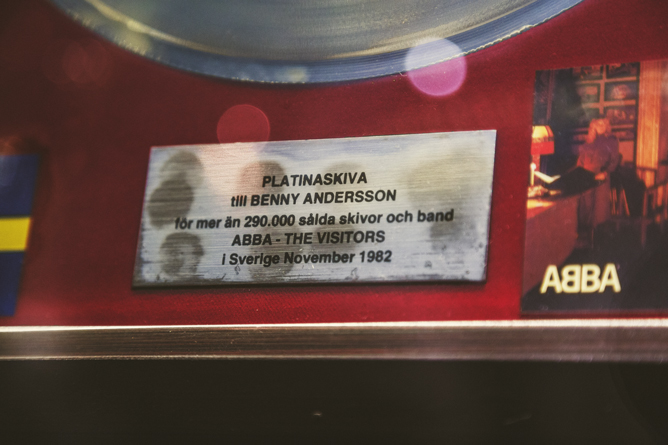 PLATINASKIVA
till BENNY ANDERSSON
för mer än 290.000 sålda skivor och band
ABBA - THE VISITORS
i Sverige November 1982
ABBA